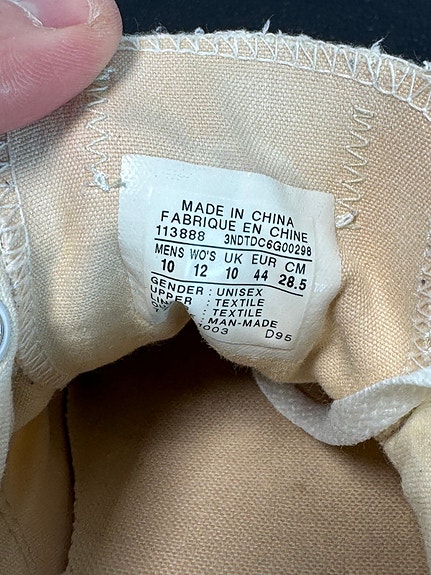 MADE IN CHINA
FABRIQUE EN CHINE
113888 3NDTDC6G00298
MENS WO'S UK EUR CM
10 12 10 44 28.5
GENDER : UNISEX
UPPER : TEXTILE
: TEXTILE
: MAN-MADE
D95